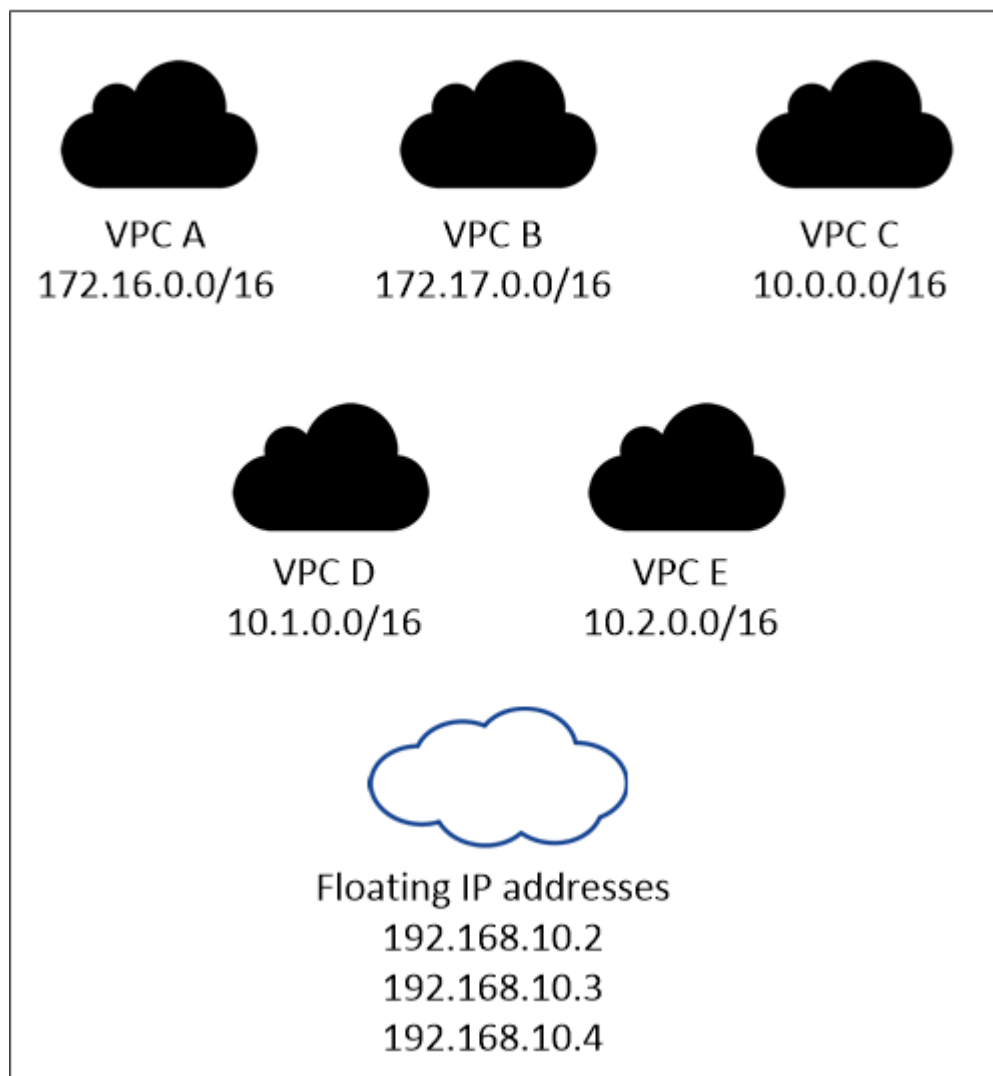 VPC A
172.16.0.0/16
VPC B
172.17.0.0/16
VPC C
10.0.0.0/16
VPC D
10.1.0.0/16
VPC E
10.2.0.0/16
Floating IP addresses
192.168.10.2
192.168.10.3
192.168.10.4